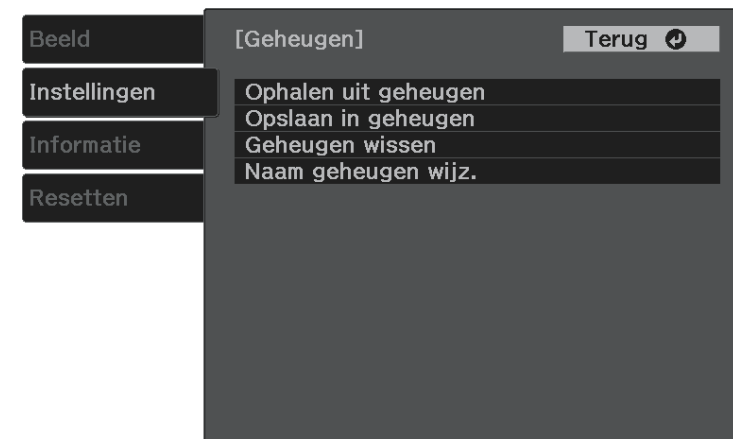 Beeld
Instellingen
Informatie
Resetten
[Geheugen]
Terug
Ophalen uit geheugen
Opslaan in geheugen
Geheugen wissen
Naam geheugen wijz.